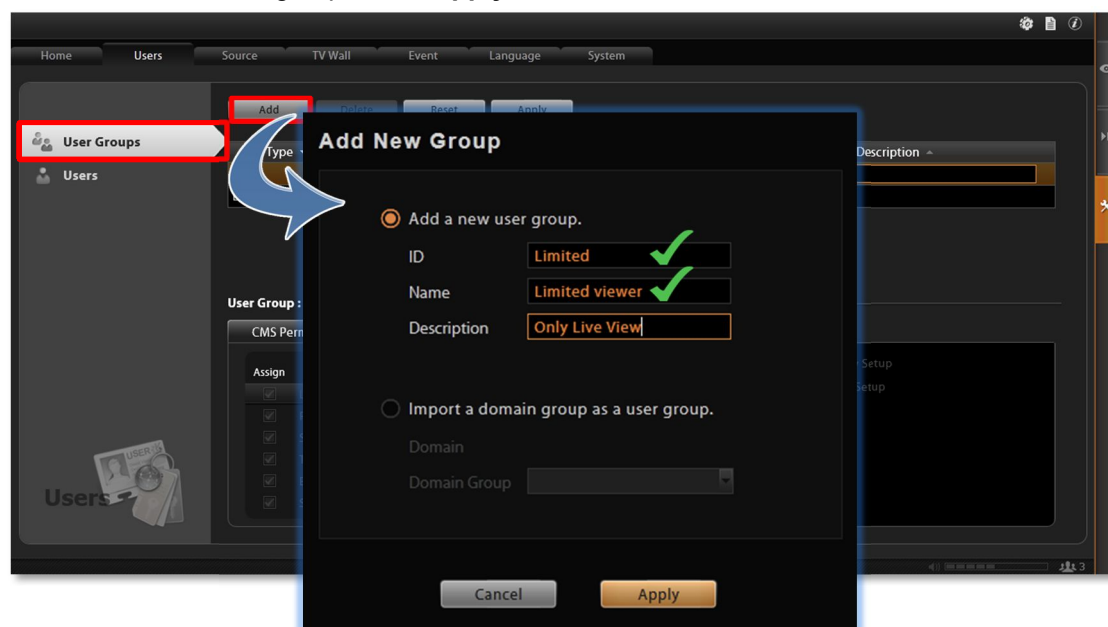 Home Users Source TV Wall Event Language System
Add Delete Reset Apply
User Groups
Users
Type
Description
Add New Group
Add a new user group.
ID Limited
Name Limited viewer
Description Only Live View
Import a domain group as a user group.
Domain
Domain Group
Cancel Apply
User Group :
CMS Perm
Assign
Setup
Setup
USER
Users
3